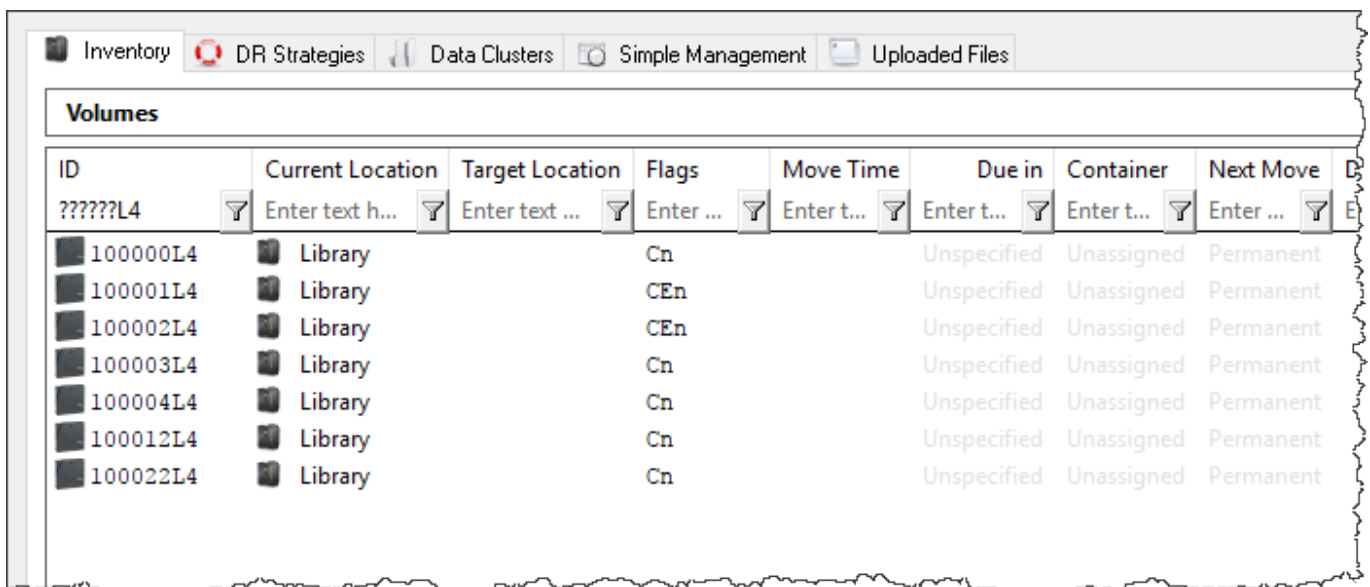 Inventory DR Strategies Data Clusters Simple Management Uploaded Files
Volumes
ID Current Location Target Location Flags Move Time Due in Container Next Move
??????L4 Enter text h... Enter text ... Enter ... Enter t... Enter t... Enter t... Enter ...
100000L4 Library Cn Unspecified Unassigned Permanent
100001L4 Library CEn Unspecified Unassigned Permanent
100002L4 Library CEn Unspecified Unassigned Permanent
100003L4 Library Cn Unspecified Unassigned Permanent
100004L4 Library Cn Unspecified Unassigned Permanent
100012L4 Library Cn Unspecified Unassigned Permanent
100022L4 Library Cn Unspecified Unassigned Permanent